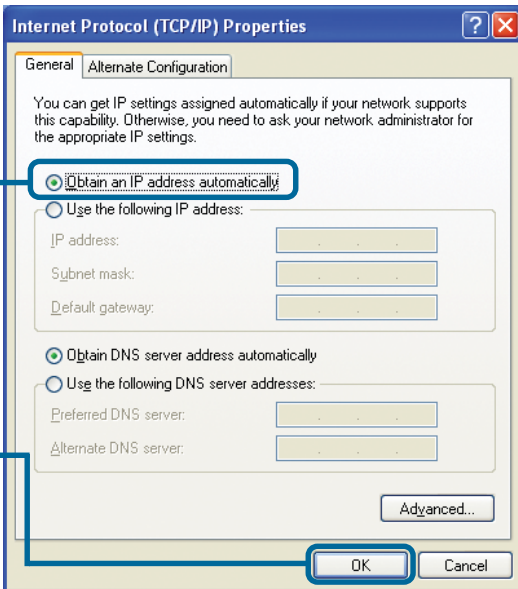 Internet Protocol (TCP/IP) Properties
General
Alternate Configuration
You can get IP settings assigned automatically if your network supports
this capability. Otherwise, you need to ask your network administrator for
the appropriate IP settings.
Obtain an IP address automatically
Use the following IP address:
IP address:
Subnet mask:
Default gateway:
Obtain DNS server address automatically
Use the following DNS server addresses:
Preferred DNS server:
Alternate DNS server:
Advanced...
OK
Cancel